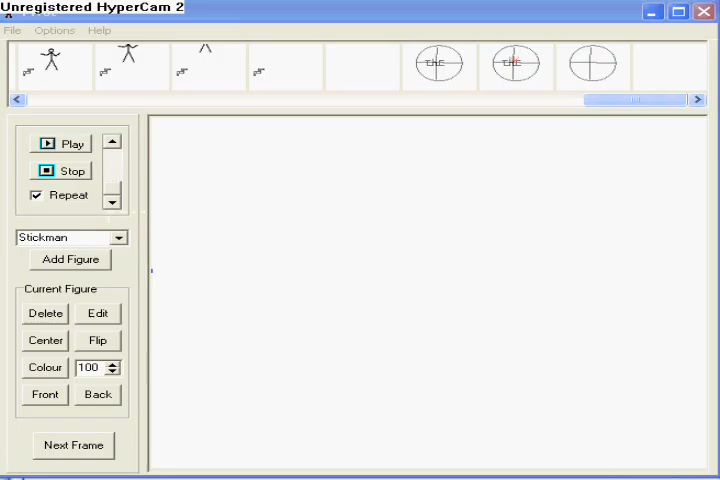 Unregistered HyperCam 2
File Options Help
THE THE
Play
Stop
Repeat
Stickman
Add Figure
Current Figure
Delete Edit
Center Flip
Colour 100
Front Back
Next Frame